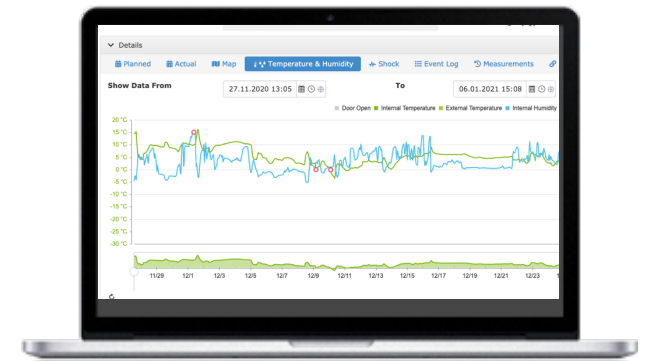 Details
Planned Actual Map Temperature & Humidity Shock Event Log Measurements
Show Data From 27.11.2020 13:05 To 06.01.2021 15:08
Door Open Internal Temperature External Temperature Internal Humidity
20 °C
15 °C
10 °C
5 °C
0 °C
-5 °C
-10 °C
-15 °C
-20 °C
-25 °C
-30 °C
11/29 12/1 12/3 12/5 12/7 12/9 12/11 12/13 12/15 12/17 12/19 12/21 12/23